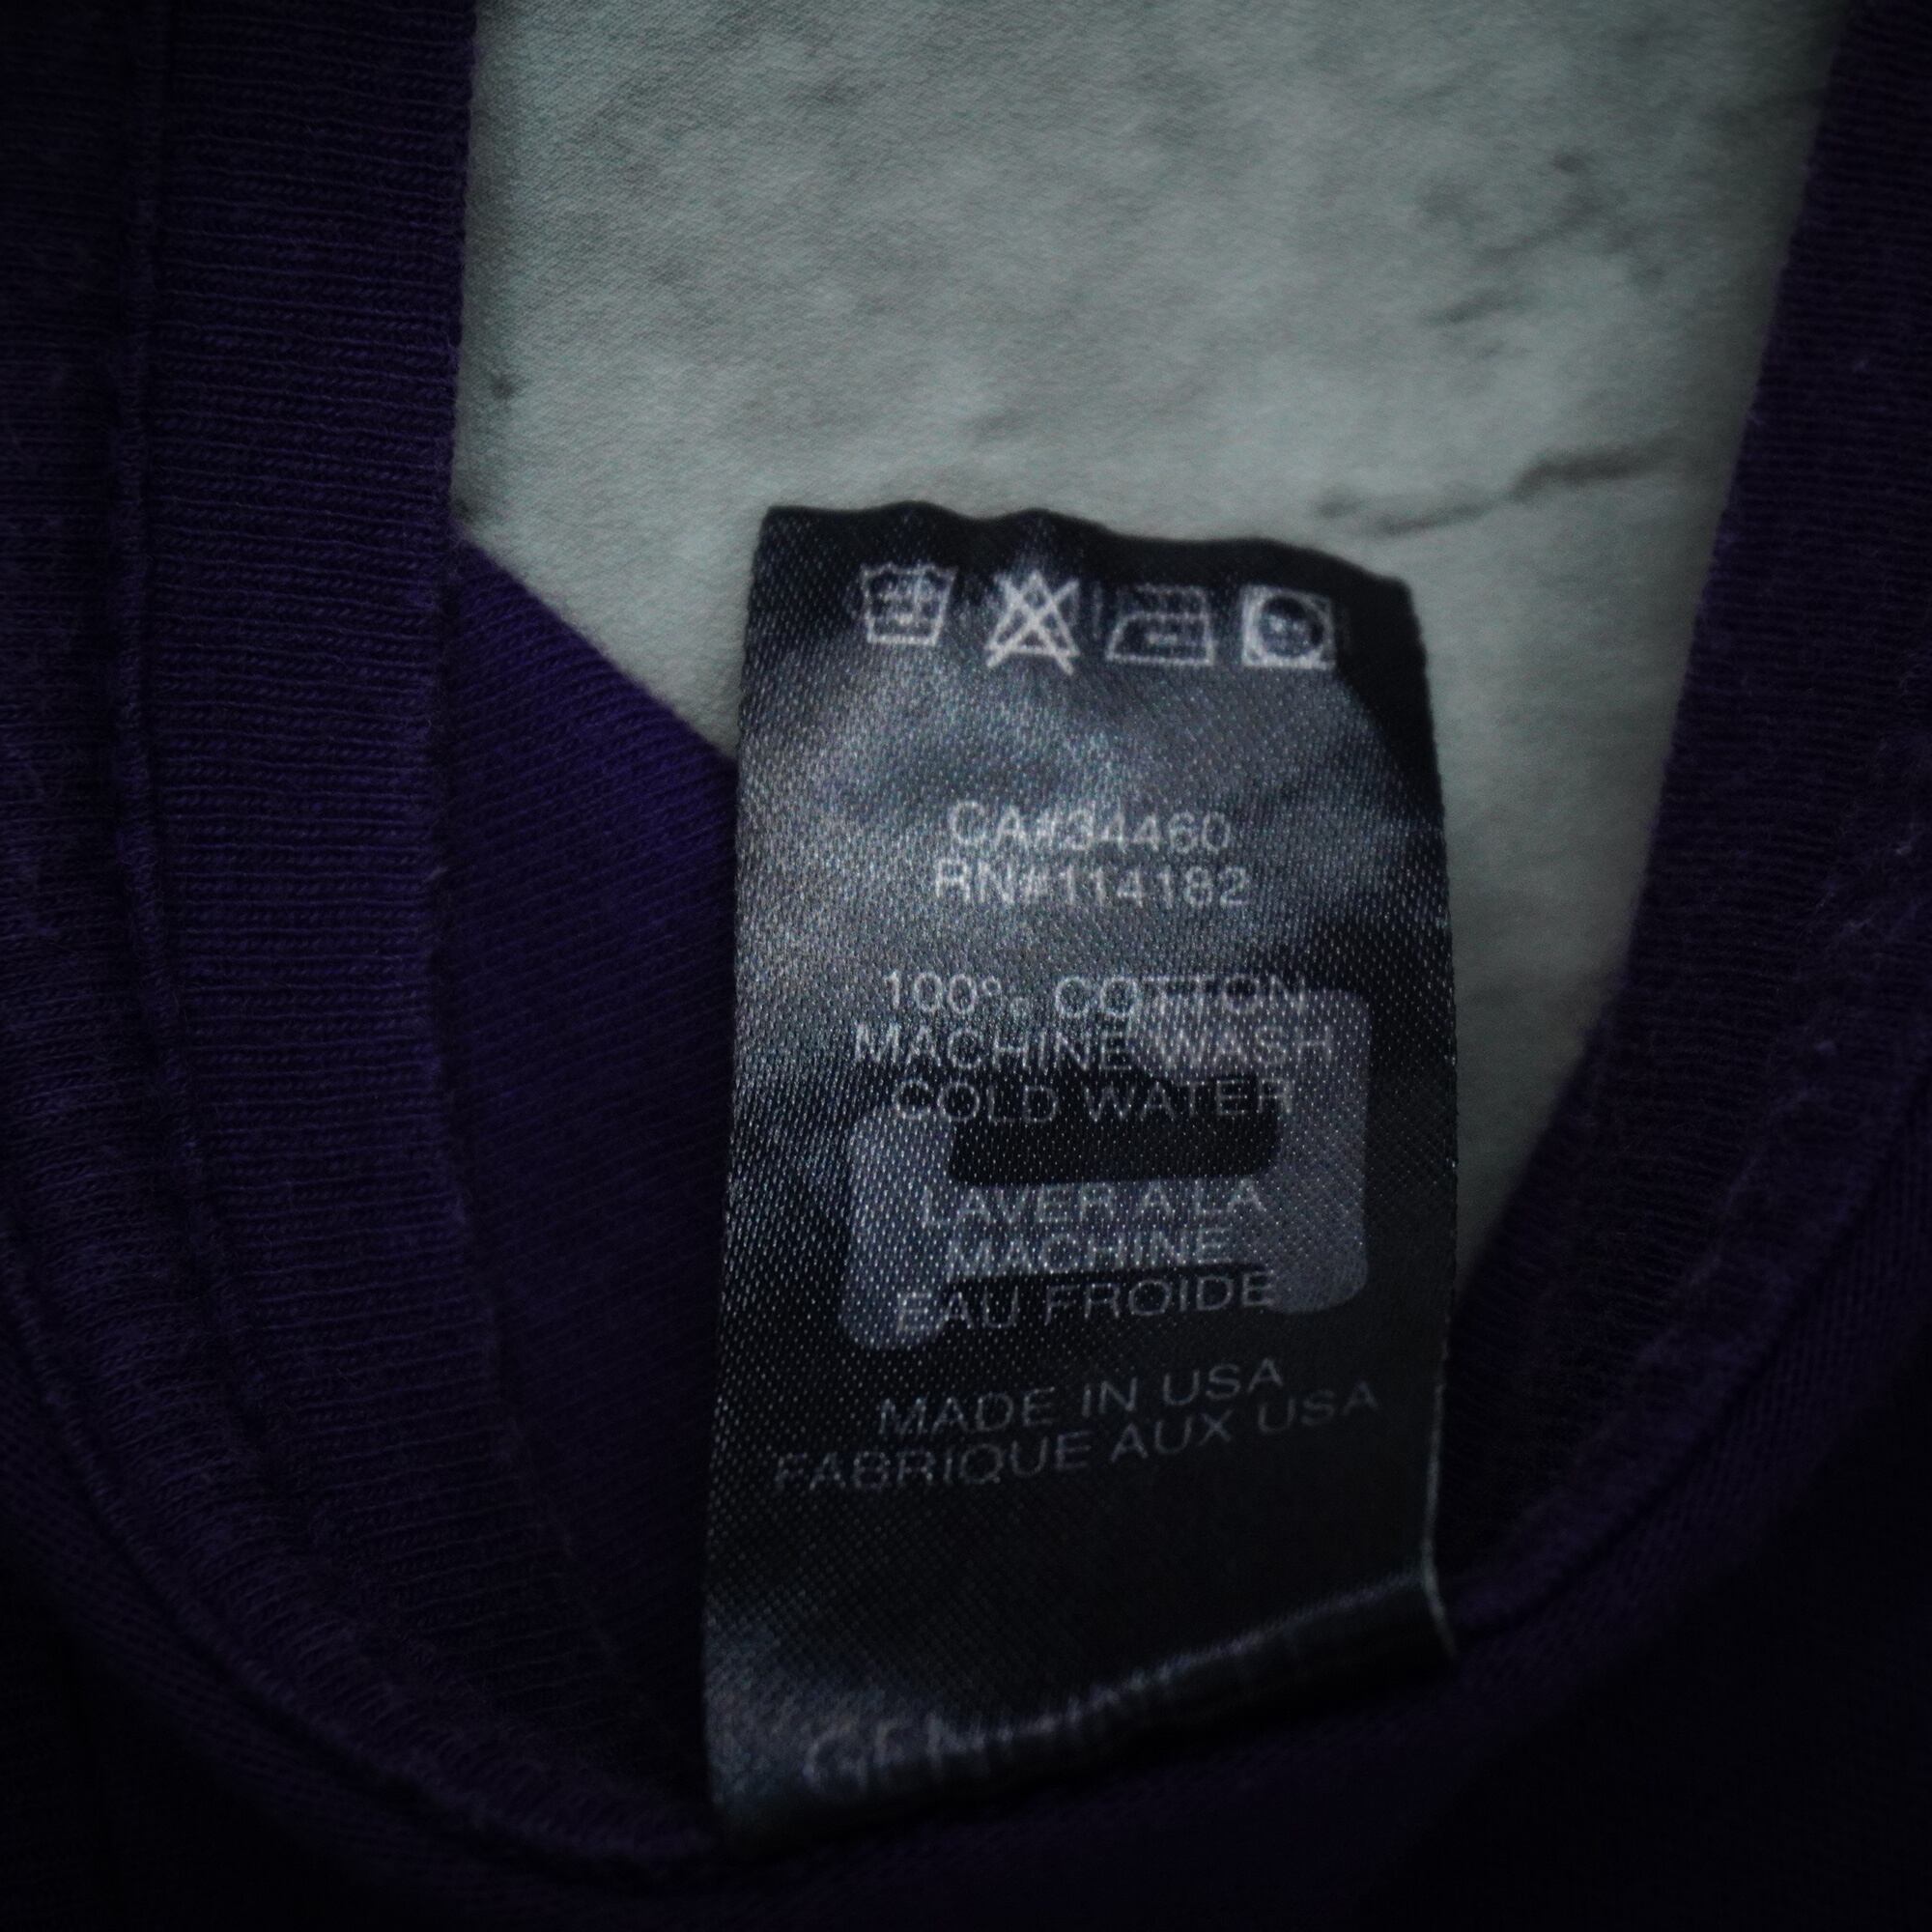 CA#34460
RN#114182
100% COTTON
MACHINE WASH
COLD WATER
LAVER A LA
MACHINE
EAU FROIDE
MADE IN USA
FABRIQUE AUX USA